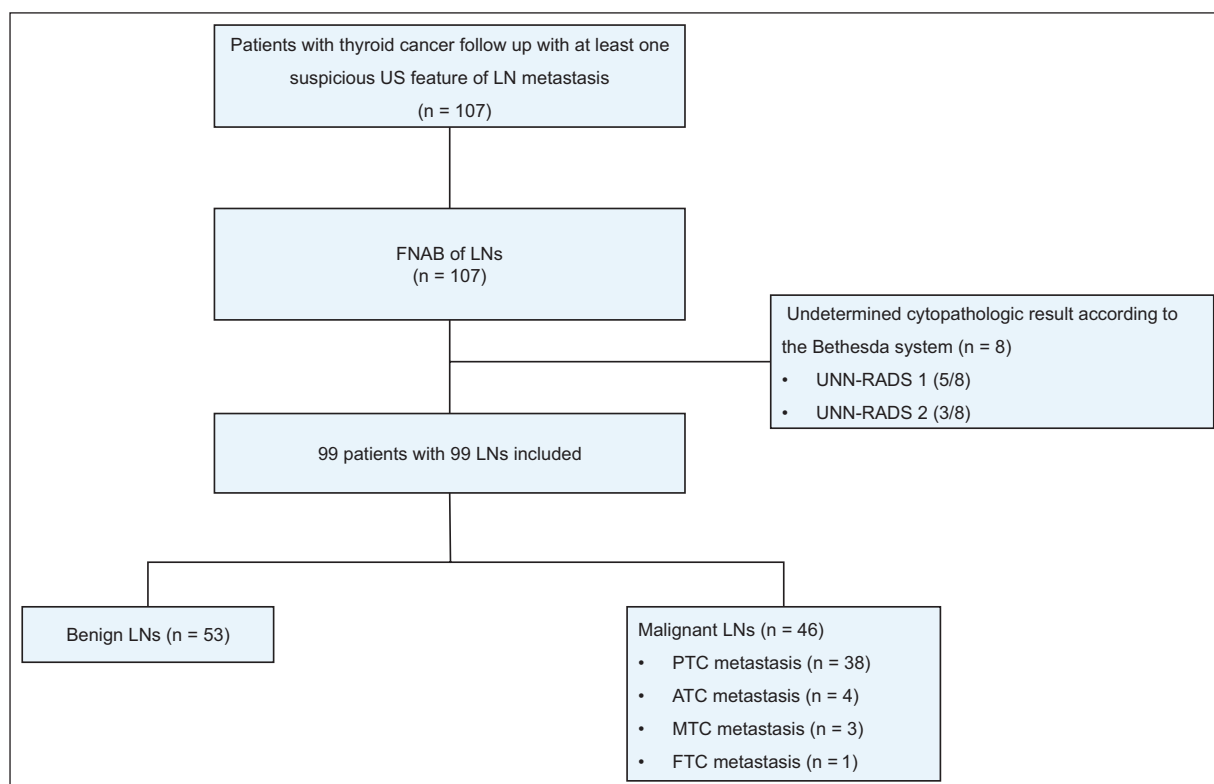 Patients with thyroid cancer follow up with at least one
suspicious US feature of LN metastasis
(n = 107)
FNAB of LNs
(n = 107)
Undetermined cytopathologic result according to
the Bethesda system (n = 8)
• UNN-RADS 1 (5/8)
• UNN-RADS 2 (3/8)
99 patients with 99 LNs included
Benign LNs (n = 53)
Malignant LNs (n = 46)
• PTC metastasis (n = 38)
• ATC metastasis (n = 4)
• MTC metastasis (n = 3)
• FTC metastasis (n = 1)